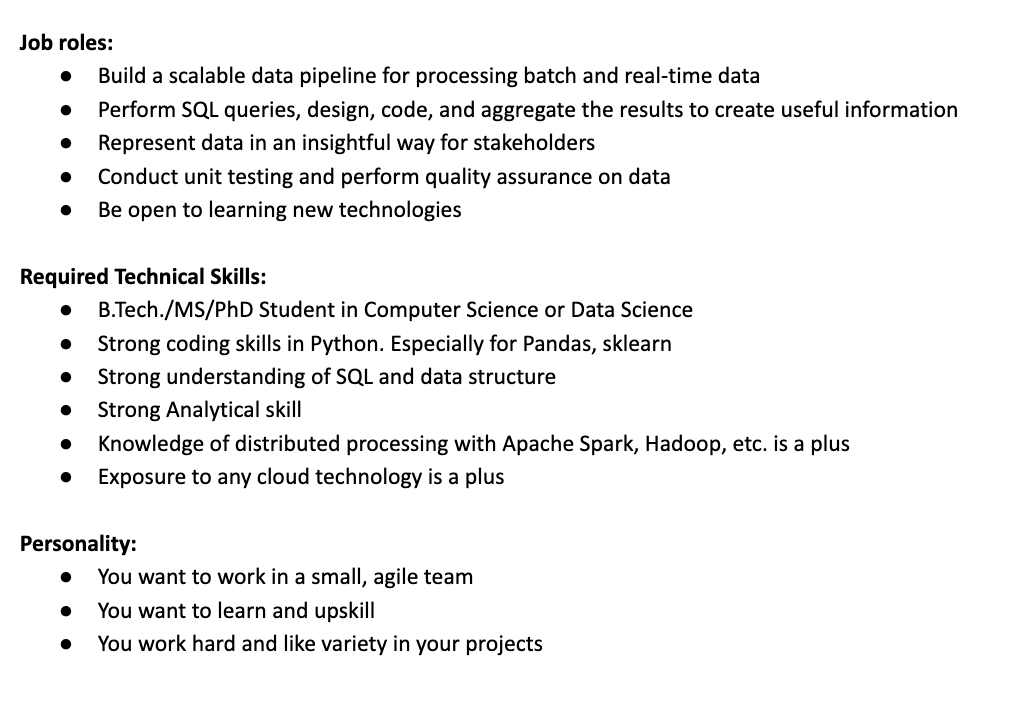 Job roles:
● Build a scalable data pipeline for processing batch and real-time data
● Perform SQL queries, design, code, and aggregate the results to create useful information
● Represent data in an insightful way for stakeholders
● Conduct unit testing and perform quality assurance on data
● Be open to learning new technologies
Required Technical Skills:
● B.Tech./MS/PhD Student in Computer Science or Data Science
● Strong coding skills in Python. Especially for Pandas, sklearn
● Strong understanding of SQL and data structure
● Strong Analytical skill
● Knowledge of distributed processing with Apache Spark, Hadoop, etc. is a plus
● Exposure to any cloud technology is a plus
Personality:
● You want to work in a small, agile team
● You want to learn and upskill
● You work hard and like variety in your projects